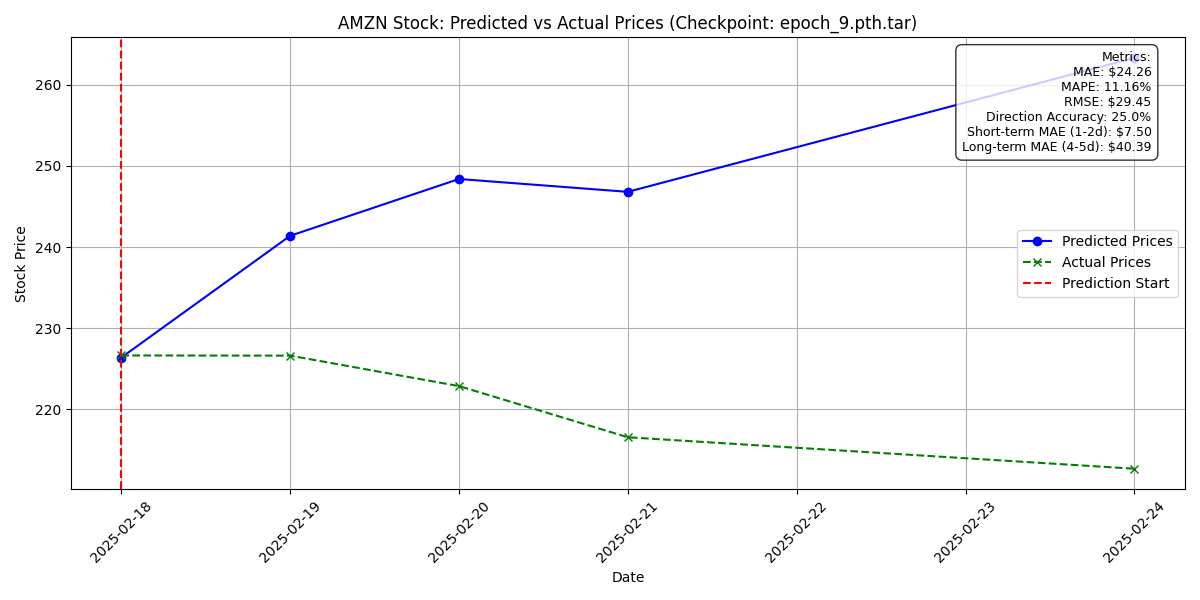 AMZN Stock: Predicted vs Actual Prices (Checkpoint: epoch_9.pth.tar)
Metrics:
MAE: $24.26
MAPE: 11.16%
RMSE: $29.45
Direction Accuracy: 25.0%
Short-term MAE (1-2d): $7.50
Long-term MAE (4-5d): $40.39
Predicted Prices
Actual Prices
Prediction Start
Stock Price
260
250
240
230
220
2025-02-18
2025-02-19
2025-02-20
2025-02-21
2025-02-22
2025-02-23
2025-02-24
Date